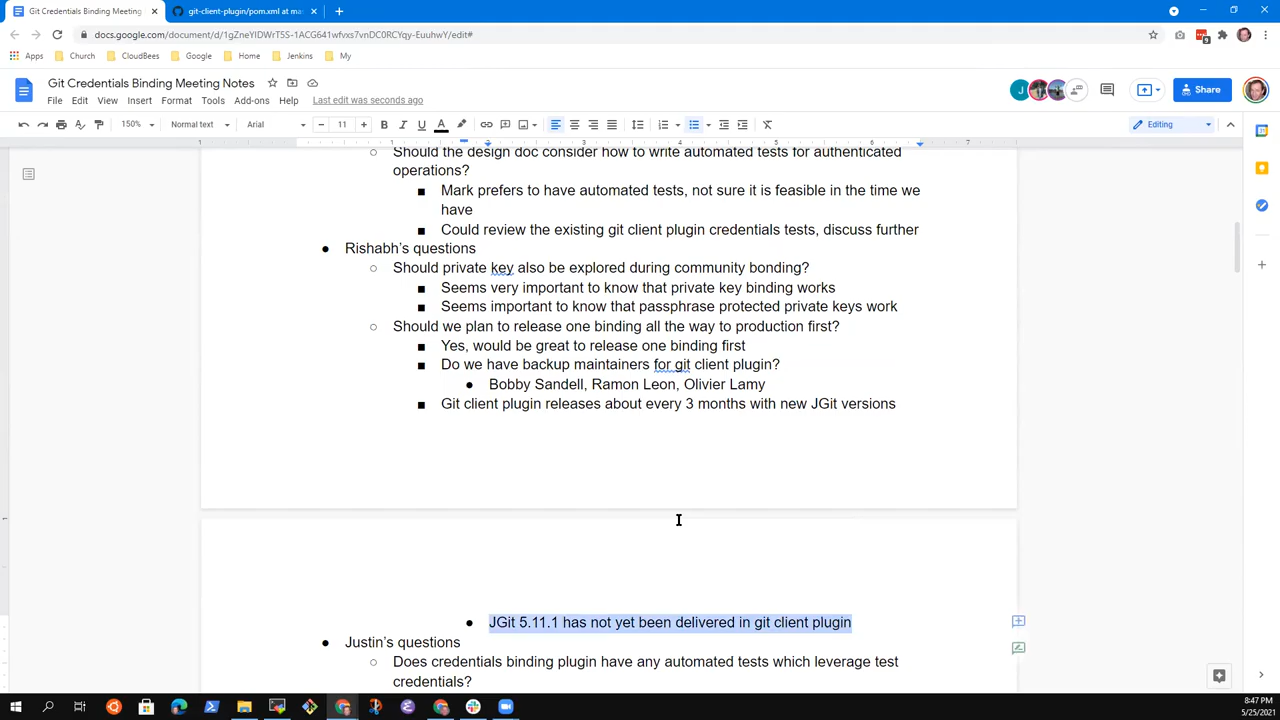 Git Credentials Binding Meeting Notes
git-client-plugin/pom.xml at ma
docs.google.com/document/d/1gZneYIDWrT5S-1ACG641wfvxs7vnDC0RCYqy-EuuhwY/edit#
Apps Church CloudBees Google Home Jenkins My
Git Credentials Binding Meeting Notes
File Edit View Insert Format Tools Add-ons Help Last edit was seconds ago
Share
150% Normal text Arial 11 Editing
Should the design doc consider how to write automated tests for authenticated
operations?
Mark prefers to have automated tests, not sure it is feasible in the time we
have
Could review the existing git client plugin credentials tests, discuss further
Rishabh's questions
Should private key also be explored during community bonding?
Seems very important to know that private key binding works
Seems important to know that passphrase protected private keys work
Should we plan to release one binding all the way to production first?
Yes, would be great to release one binding first
Do we have backup maintainers for git client plugin?
Bobby Sandell, Ramon Leon, Olivier Lamy
Git client plugin releases about every 3 months with new JGit versions
JGit 5.11.1 has not yet been delivered in git client plugin
Justin's questions
Does credentials binding plugin have any automated tests which leverage test
credentials?
8:47 PM
5/25/2021